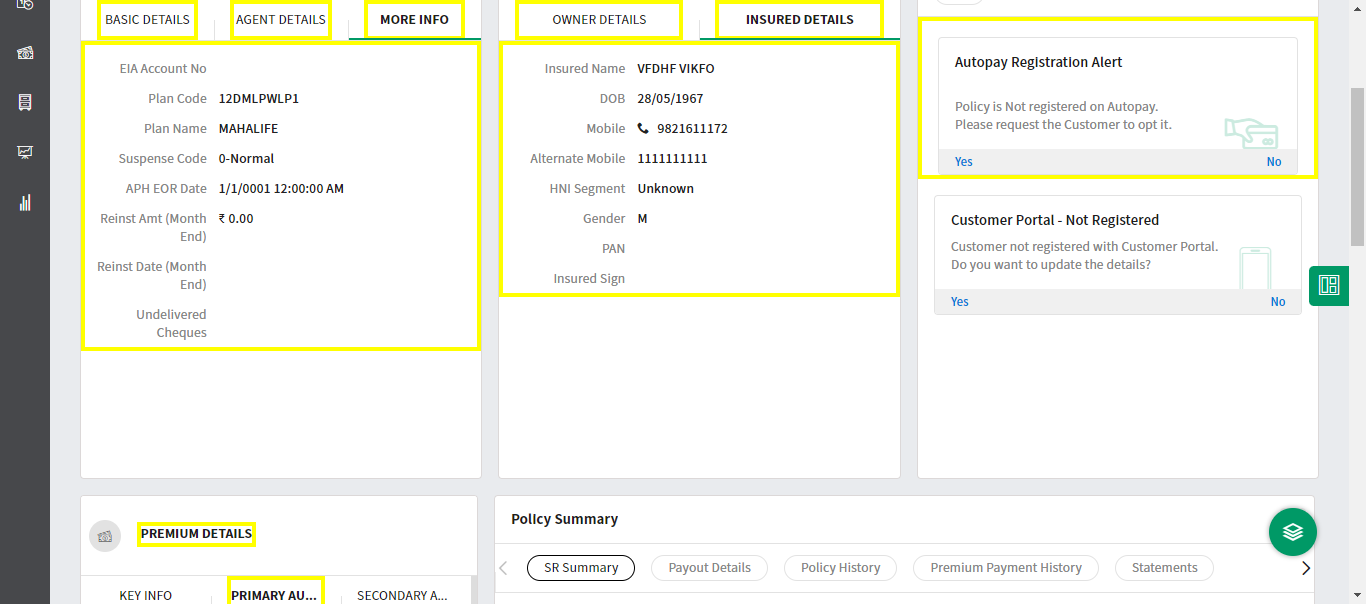 BASIC DETAILS
AGENT DETAILS
MORE INFO
EIA Account No
Plan Code 12DMLPWLP1
Plan Name MAHALIFE
Suspense Code 0-Normal
APH EOR Date 1/1/0001 12:00:00 AM
Reinst Amt (Month ₹ 0.00
End)
Reinst Date (Month
End)
Undelivered
Cheques
OWNER DETAILS
INSURED DETAILS
Insured Name VFDHF VIKFO
DOB 28/05/1967
Mobile 9821611172
Alternate Mobile 1111111111
HNI Segment Unknown
Gender M
PAN
Insured Sign
Autopay Registration Alert
Policy is Not registered on Autopay.
Please request the Customer to opt it.
Yes No
Customer Portal - Not Registered
Customer not registered with Customer Portal.
Do you want to update the details?
Yes No
PREMIUM DETAILS
KEY INFO
PRIMARY AU...
SECONDARY A...
Policy Summary
SR Summary
Payout Details
Policy History
Premium Payment History
Statements